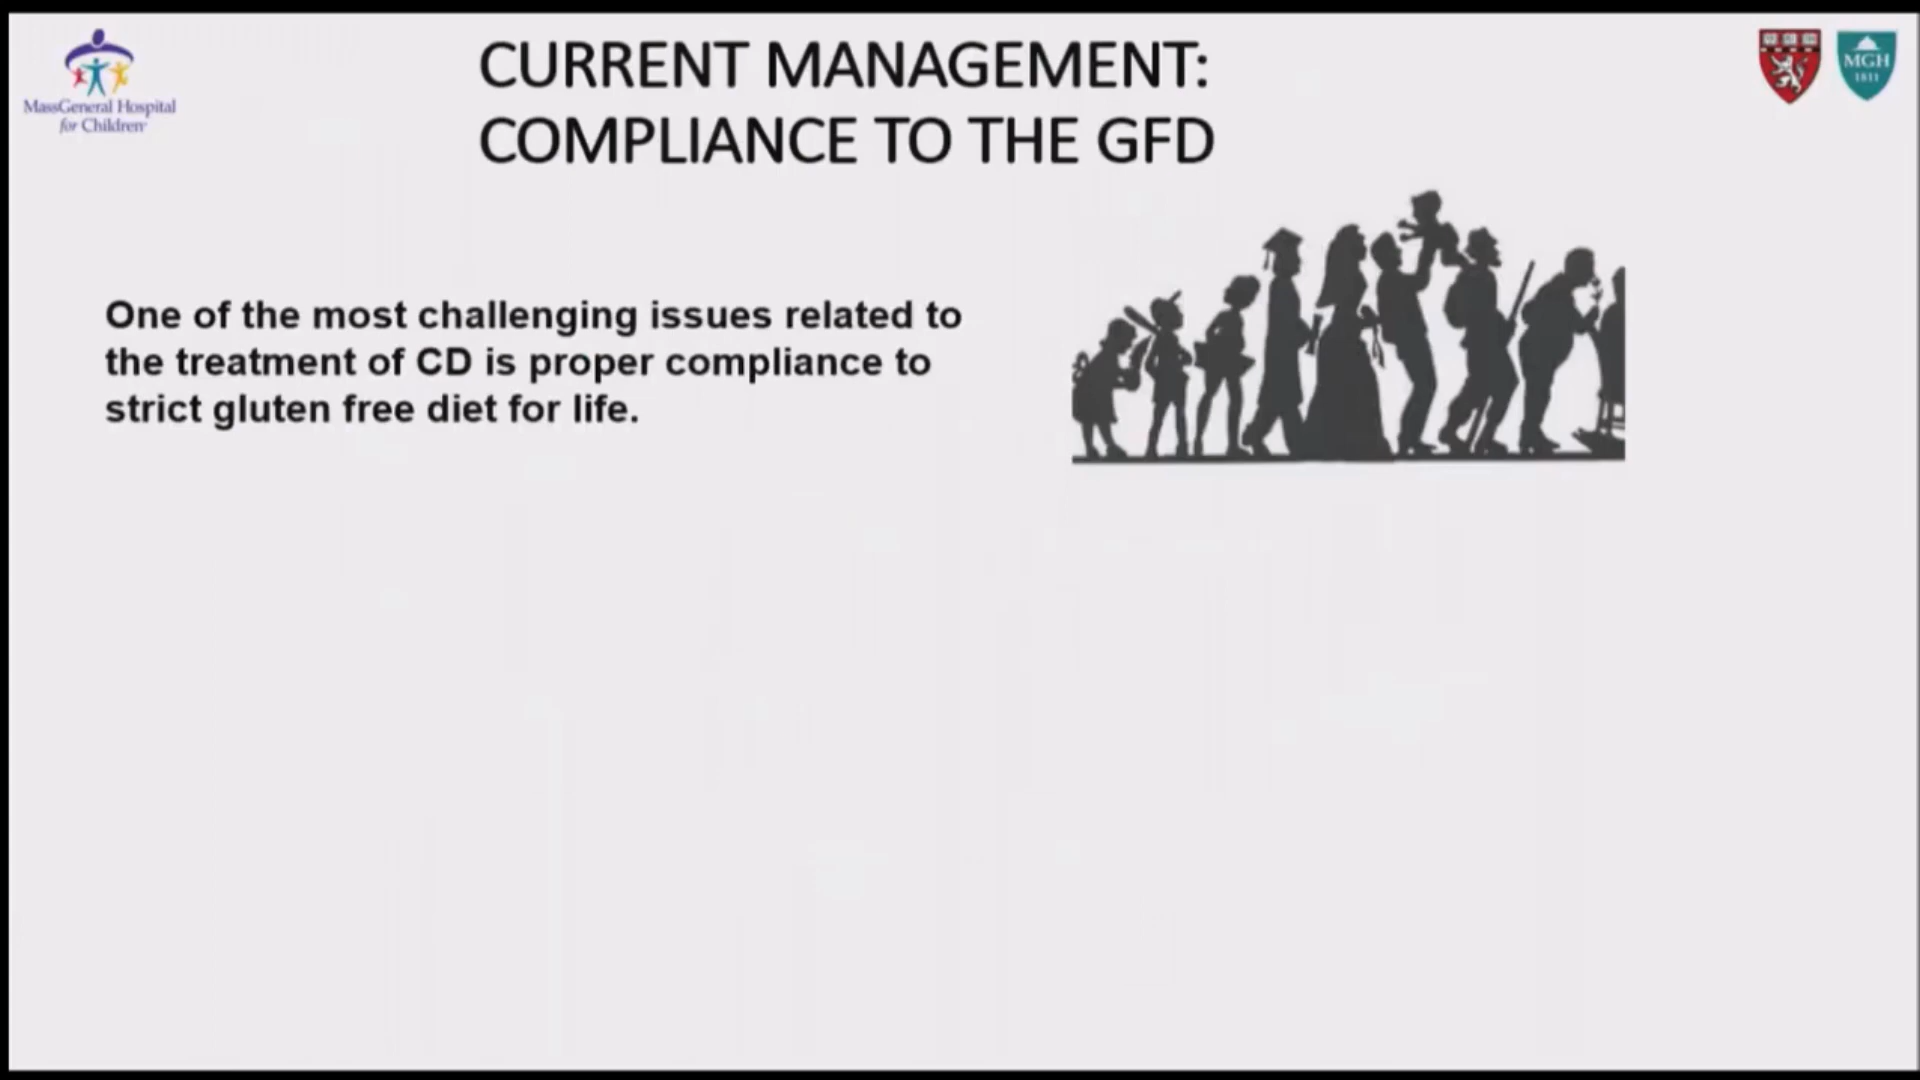 MassGeneral Hospital
for Children
CURRENT MANAGEMENT:
COMPLIANCE TO THE GFD
MGH
1811
One of the most challenging issues related to
the treatment of CD is proper compliance to
strict gluten free diet for life.